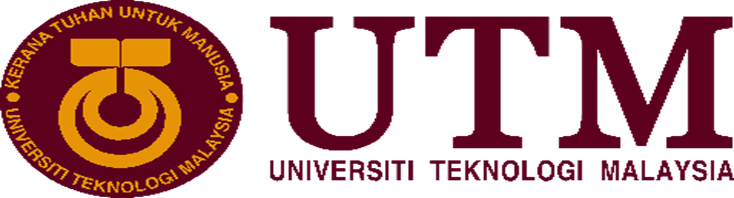 KERANA TUHAN UNTUK MANUSIA
UNIVERSITI TEKNOLOGI MALAYSIA
UTM
UNIVERSITI TEKNOLOGI MALAYSIA